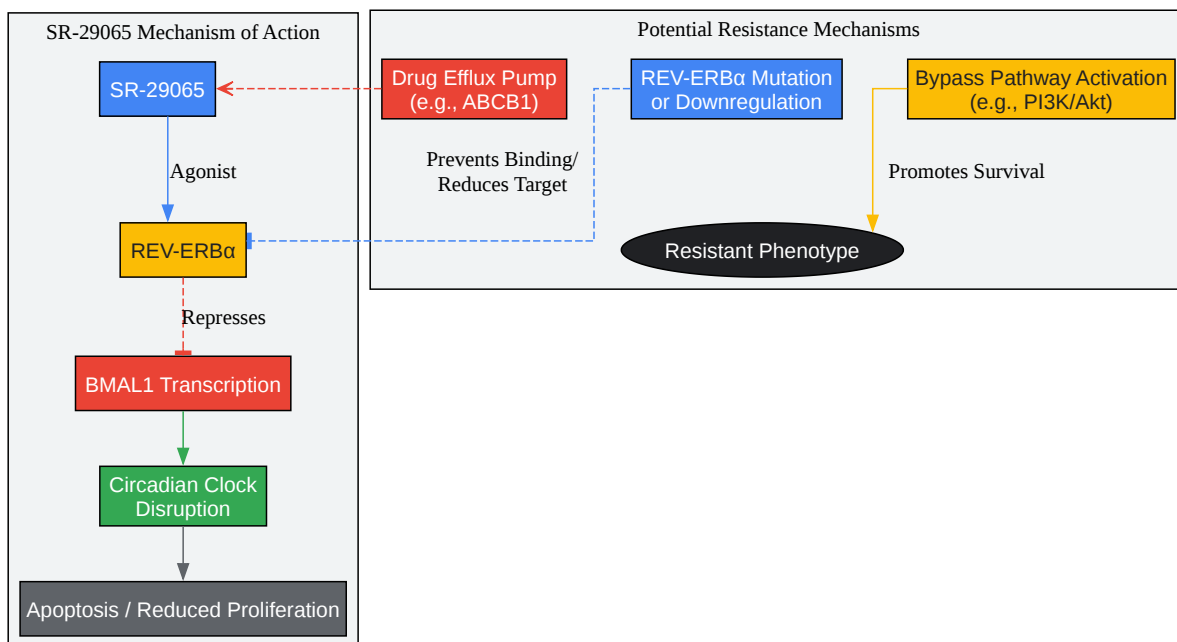 SR-29065 Mechanism of Action
SR-29065
Agonist
REV-ERBα
Represses
BMAL1 Transcription
Circadian Clock
Disruption
Apoptosis / Reduced Proliferation
Potential Resistance Mechanisms
Drug Efflux Pump
(e.g., ABCB1)
REV-ERBα Mutation
or Downregulation
Bypass Pathway Activation
(e.g., PI3K/Akt)
Prevents Binding/
Reduces Target
Promotes Survival
Resistant Phenotype